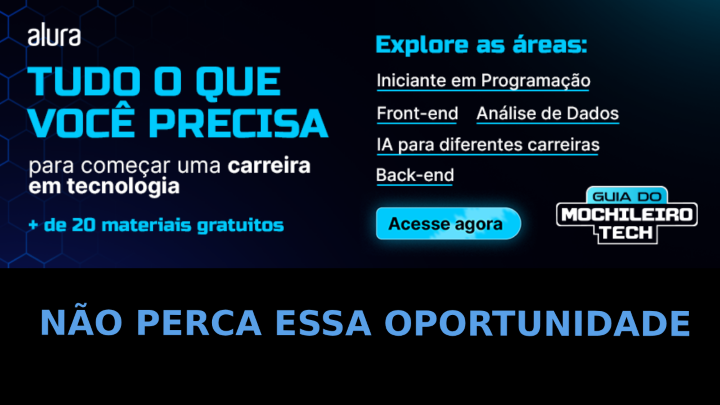 alura
TUDO O QUE
VOCÊ PRECISA
para começar uma carreira
em tecnologia
+ de 20 materiais gratuitos
Explore as áreas:
Iniciante em Programação
Front-end Análise de Dados
IA para diferentes carreiras
Back-end
Acesse agora
GUIA DO
MOCHILEIRO
TECH
NÃO PERCA ESSA OPORTUNIDADE